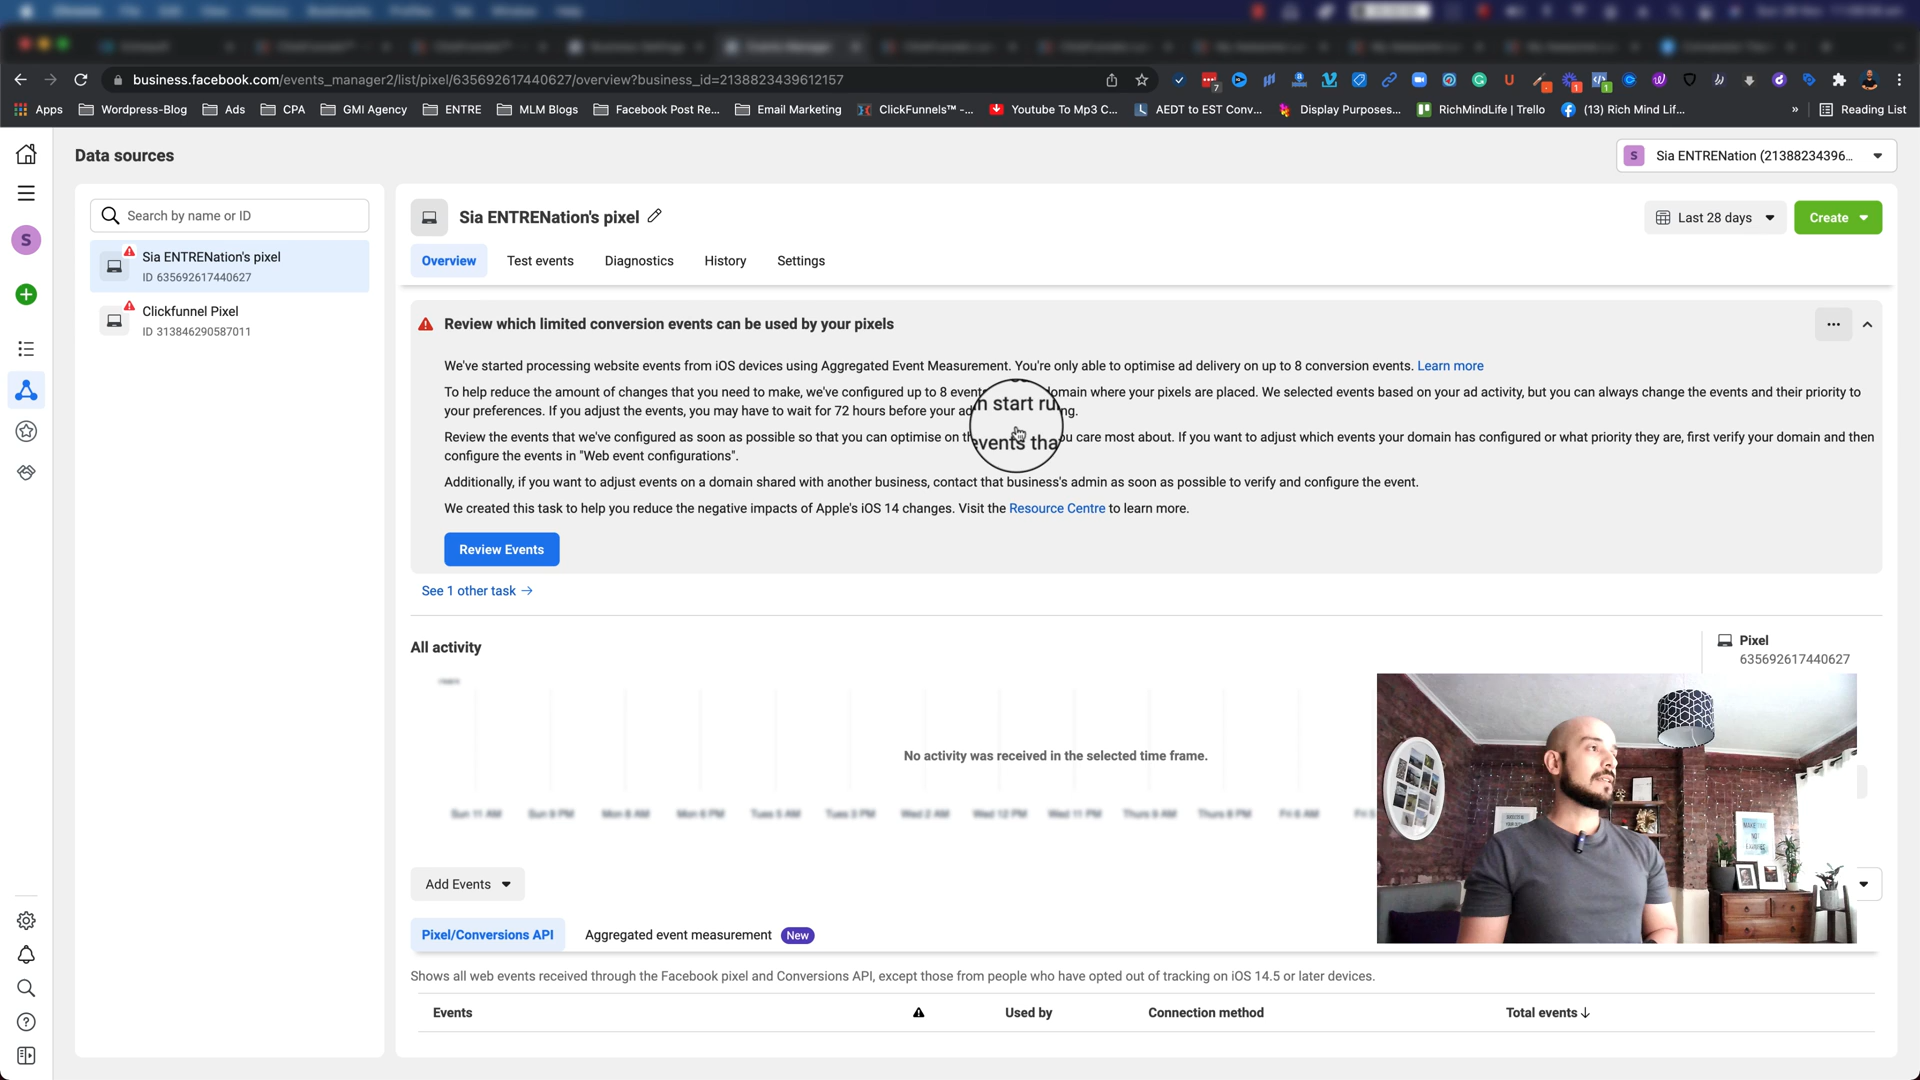 business.facebook.com/events_manager2/list/pixel/635692617440627/overview?business_id=2138823439612157
Apps Wordpress-Blog Ads CPA GMI Agency ENTRE MLM Blogs Facebook Post Re... Email Marketing ClickFunnels™ -... Youtube To Mp3 C... AEDT to EST Conv... Display Purposes... RichMindLife | Trello (13) Rich Mind Lif... » Reading List
Data sources
S Sia ENTRENation (21388234396...
Search by name or ID
Sia ENTRENation's pixel
ID 635692617440627
Clickfunnel Pixel
ID 313846290587011
S
Sia ENTRENation's pixel
Last 28 days
Create
Overview Test events Diagnostics History Settings
Review which limited conversion events can be used by your pixels
We've started processing website events from iOS devices using Aggregated Event Measurement. You're only able to optimise ad delivery on up to 8 conversion events. Learn more
To help reduce the amount of changes that you need to make, we've configured up to 8 event omain where your pixels are placed. We selected events based on your ad activity, but you can always change the events and their priority to
your preferences. If you adjust the events, you may have to wait for 72 hours before your ad n start ru ng.
Review the events that we've configured as soon as possible so that you can optimise on th events tha u care most about. If you want to adjust which events your domain has configured or what priority they are, first verify your domain and then
configure the events in "Web event configurations".
Additionally, if you want to adjust events on a domain shared with another business, contact that business's admin as soon as possible to verify and configure the event.
We created this task to help you reduce the negative impacts of Apple's iOS 14 changes. Visit the Resource Centre to learn more.
Review Events
See 1 other task →
All activity
Pixel
635692617440627
No activity was received in the selected time frame.
Sun 11 AM Sun 9 PM Mon 8 AM Mon 6 PM Tues 5 AM Tues 3 PM Wed 2 AM Wed 12 PM Wed 11 PM Thurs 9 AM Thurs 8 PM Fri 6 AM
Add Events
Pixel/Conversions API Aggregated event measurement New
Shows all web events received through the Facebook pixel and Conversions API, except those from people who have opted out of tracking on iOS 14.5 or later devices.
Events Used by Connection method Total events ↓